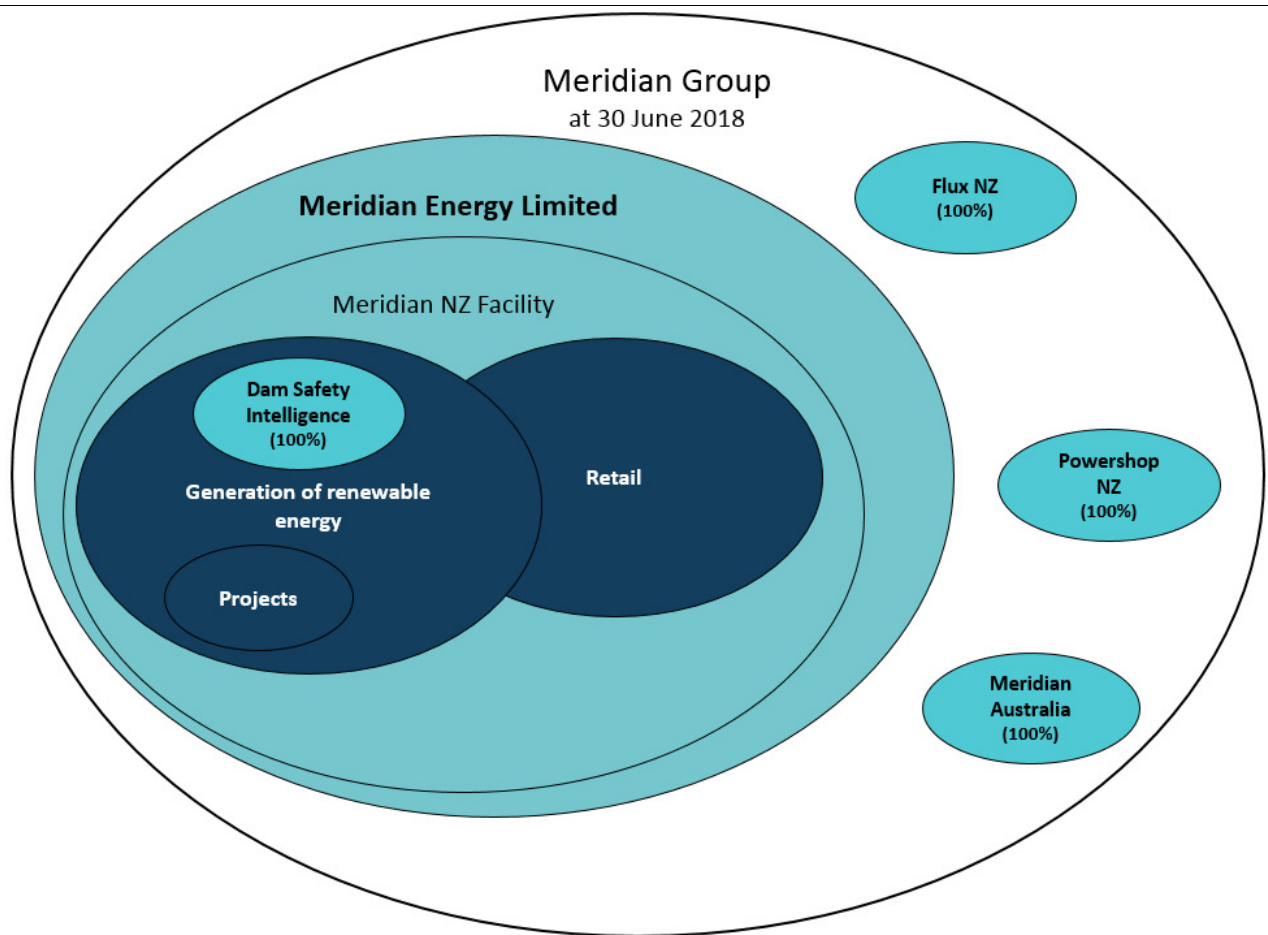 Meridian Group
at 30 June 2018
Meridian Energy Limited
Meridian NZ Facility
Dam Safety
Intelligence
(100%)
Generation of renewable
energy
Projects
Retail
Flux NZ
(100%)
Powershop
NZ
(100%)
Meridian
Australia
(100%)